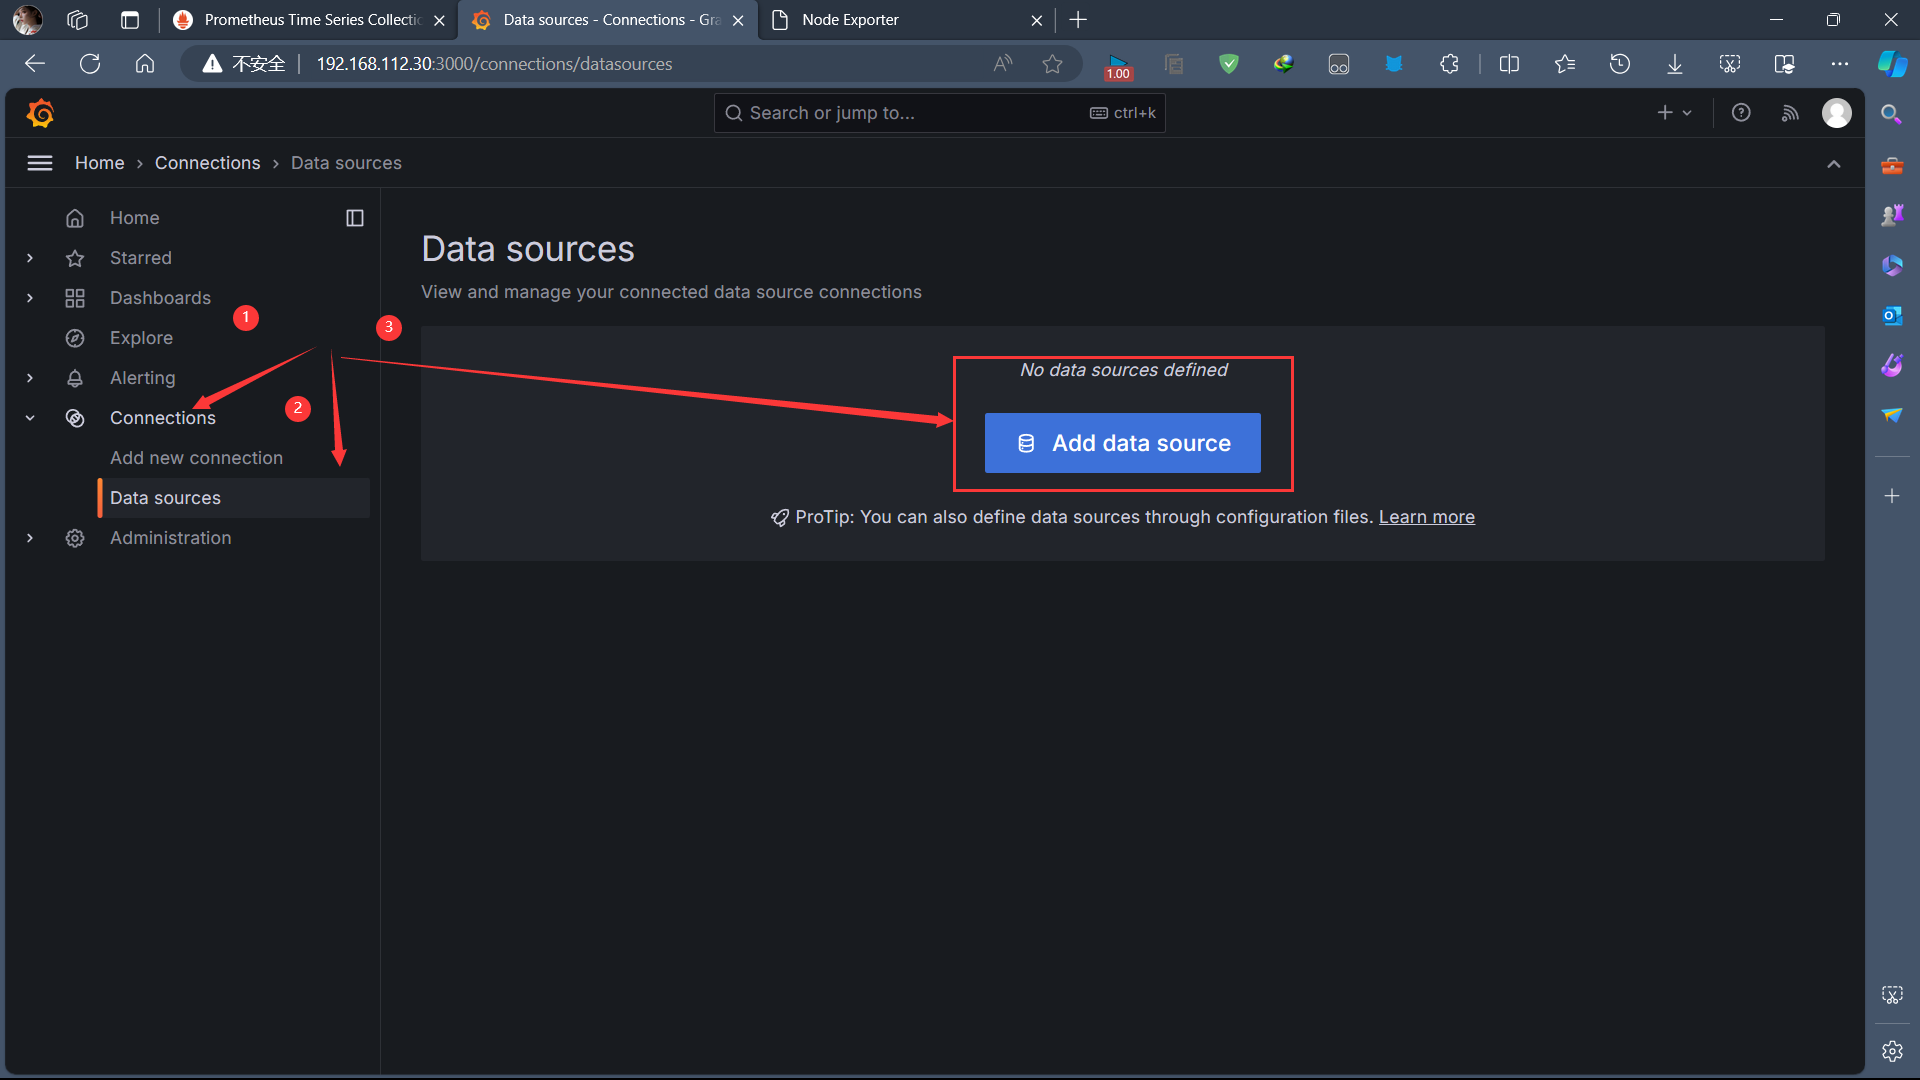 Prometheus Time Series Collectio
Data sources - Connections - Gra
Node Exporter
不安全
192.168.112.30:3000/connections/datasources
1.00
Search or jump to...
ctrl+k
Home › Connections › Data sources
Home
Starred
Dashboards
1
Explore
3
Alerting
Connections
2
Add new connection
Data sources
Administration
Data sources
View and manage your connected data source connections
No data sources defined
Add data source
ProTip: You can also define data sources through configuration files. Learn more